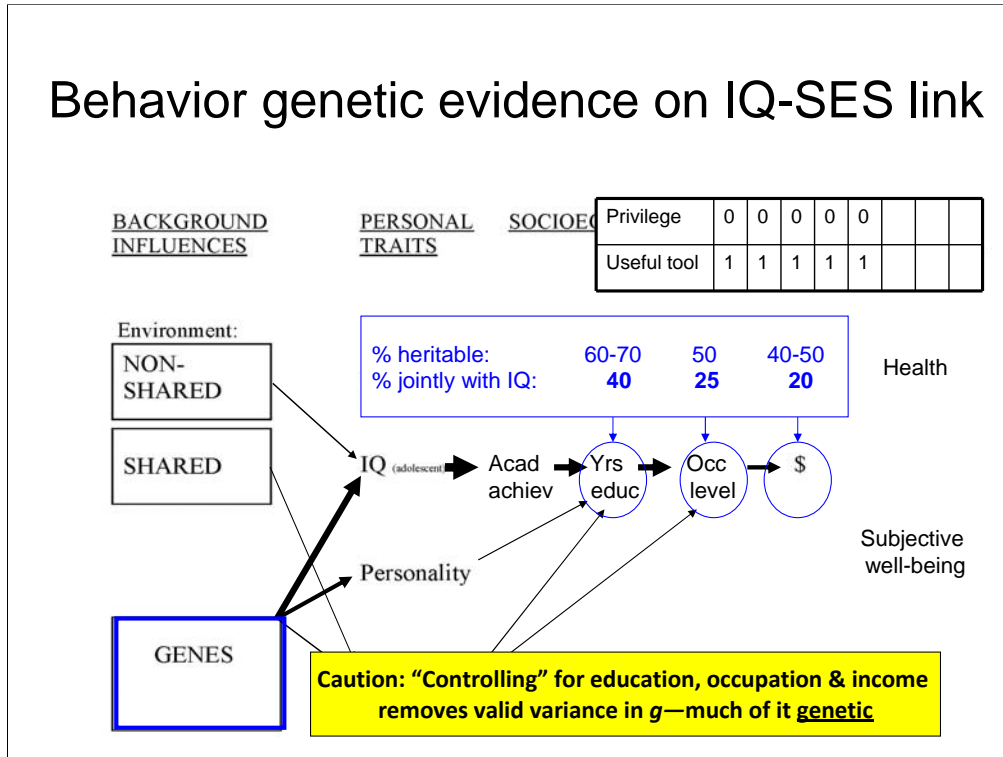 Behavior genetic evidence on IQ-SES link
BACKGROUND INFLUENCES
PERSONAL TRAITS
Privilege 0 0 0 0 0
Useful tool 1 1 1 1 1
Environment:
NON-SHARED
SHARED
GENES
% heritable: 60-70 50 40-50
% jointly with IQ: 40 25 20
Health
IQ (adolescent)
Acad achiev
Yrs educ
Occ level
$
Personality
Subjective well-being
Caution: “Controlling” for education, occupation & income
removes valid variance in g—much of it genetic